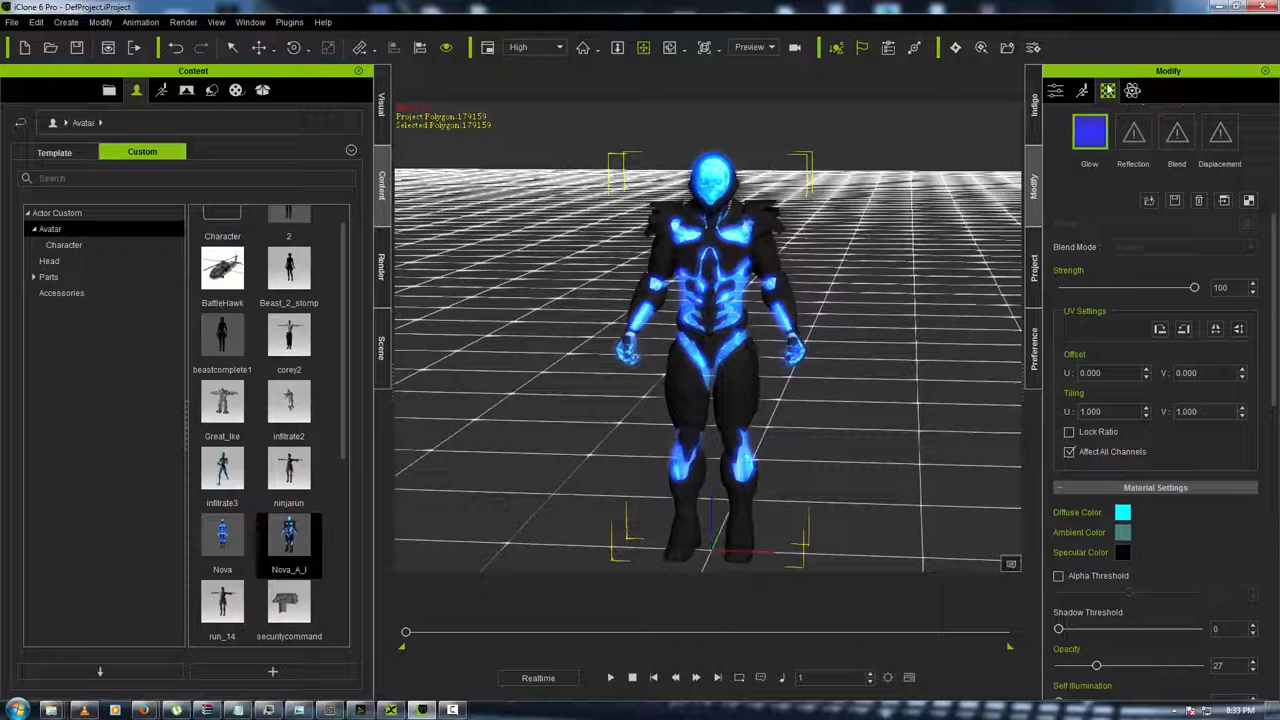 iClone 6 Pro - DefProject.iProject
File Edit Create Modify Animation Render View Window Plugins Help
High
Preview
Content
Modify
Avatar
Template
Custom
Search
Actor Custom
Avatar
Character
Head
Parts
Accessories
Character
2
BattleHawk
Beast_2_stomp
beastcomplete1
corey2
Great_Ike
infitrate2
infitrate3
ninjarun
Nova
Nova_A_I
run_14
securitycommand
Visual
Content
Render
Scene
Project Polygon:179159
Selected Polygon:179159
Realtime
1
Indigo
Modify
Project
Preference
Glow
Reflection
Blend
Displacement
Blend Mode :
Strength
100
UV Settings
Offset
U : 0.000
V : 0.000
Tiling
U : 1.000
V : 1.000
Lock Ratio
Affect All Channels
Material Settings
Diffuse Color
Ambient Color
Specular Color
Alpha Threshold
Shadow Threshold
0
Opacity
27
Self Illumination
8:33 PM